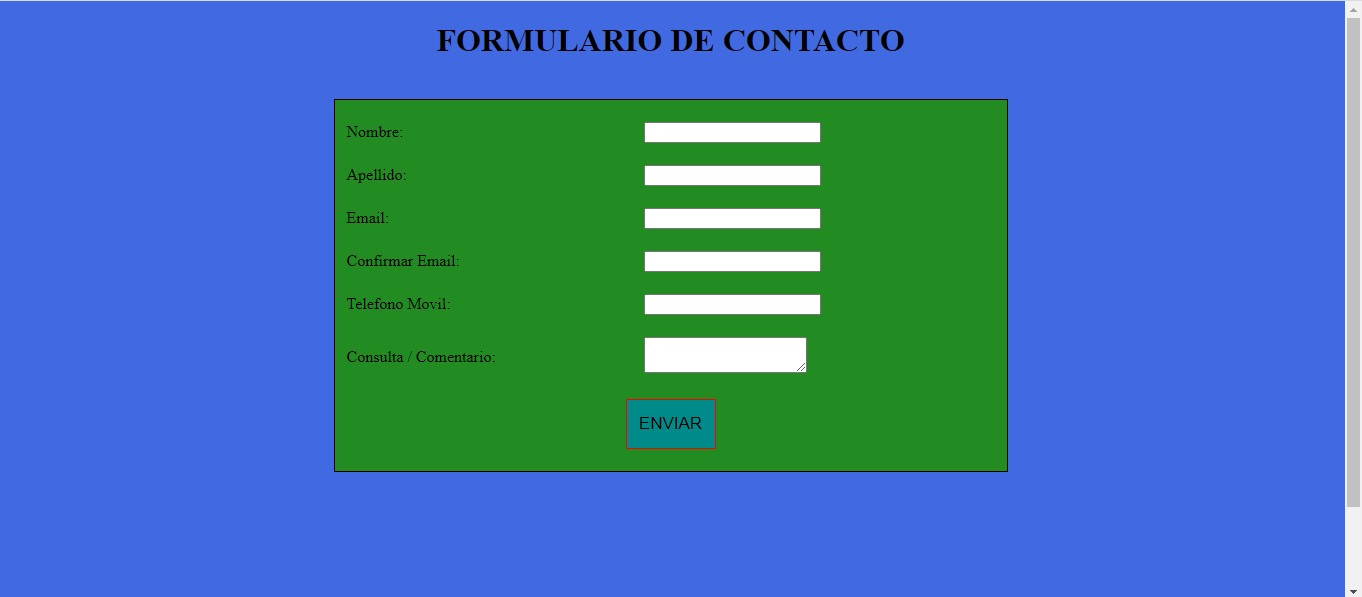 FORMULARIO DE CONTACTO
Nombre:
Apellido:
Email:
Confirmar Email:
Telefono Movil:
Consulta / Comentario:
ENVIAR